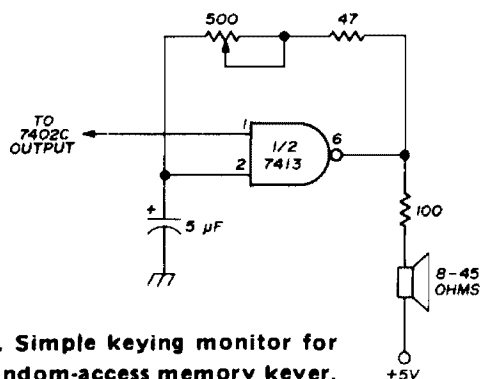 500
47
TO
7402C
OUTPUT
1
2
1/2
7413
6
+
5 µF
100
8-45
OHMS
+5V
. Simple keying monitor for
ndom-access memory keyer.